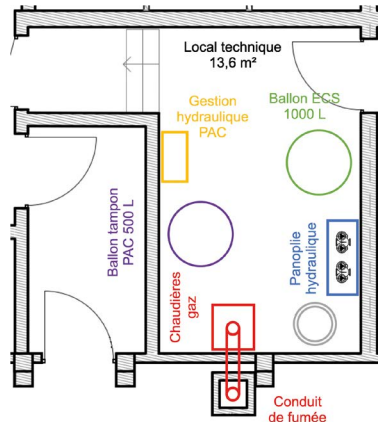 Local technique
13,6 m²
Gestion
hydraulique
PAC
Ballon ECS
1000 L
Ballon tampon
PAC 500 L
Panoplie
hydraulique
Chaudières
gaz
Conduit
de fumée